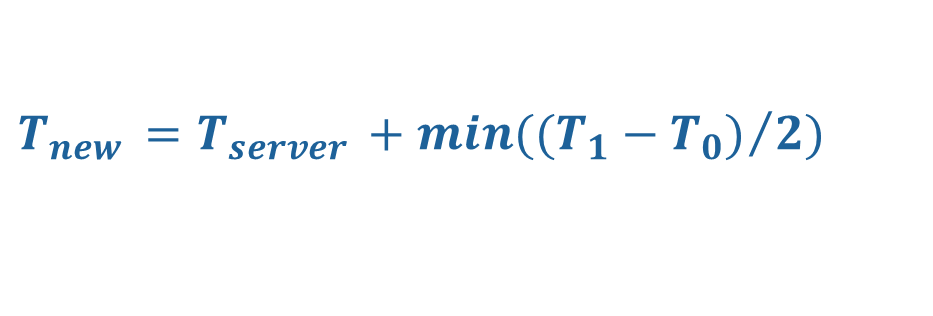 T_new = T_server + min((T_1 − T_0)/2)